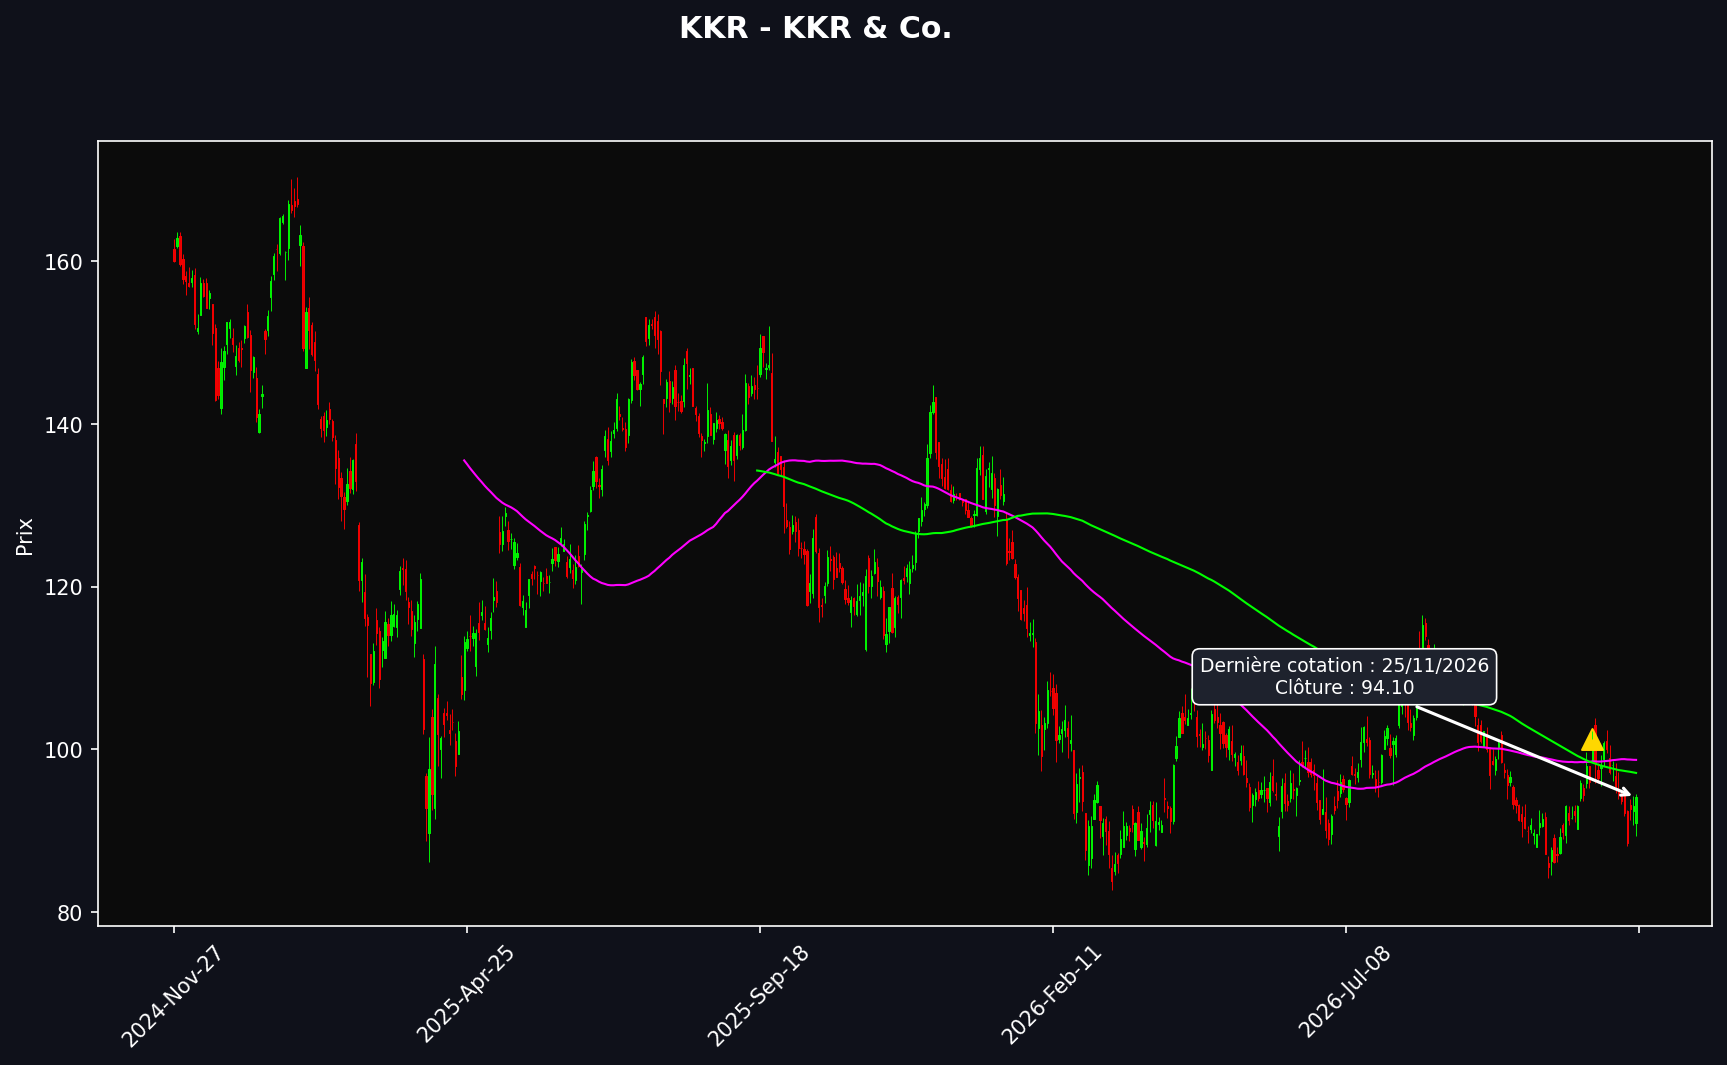 KKR - KKR & Co.
Prix
160
140
120
100
80
Dernière cotation : 25/11/2026
Clôture : 94.10
2024-Nov-27
2025-Apr-25
2025-Sep-18
2026-Feb-11
2026-Jul-08